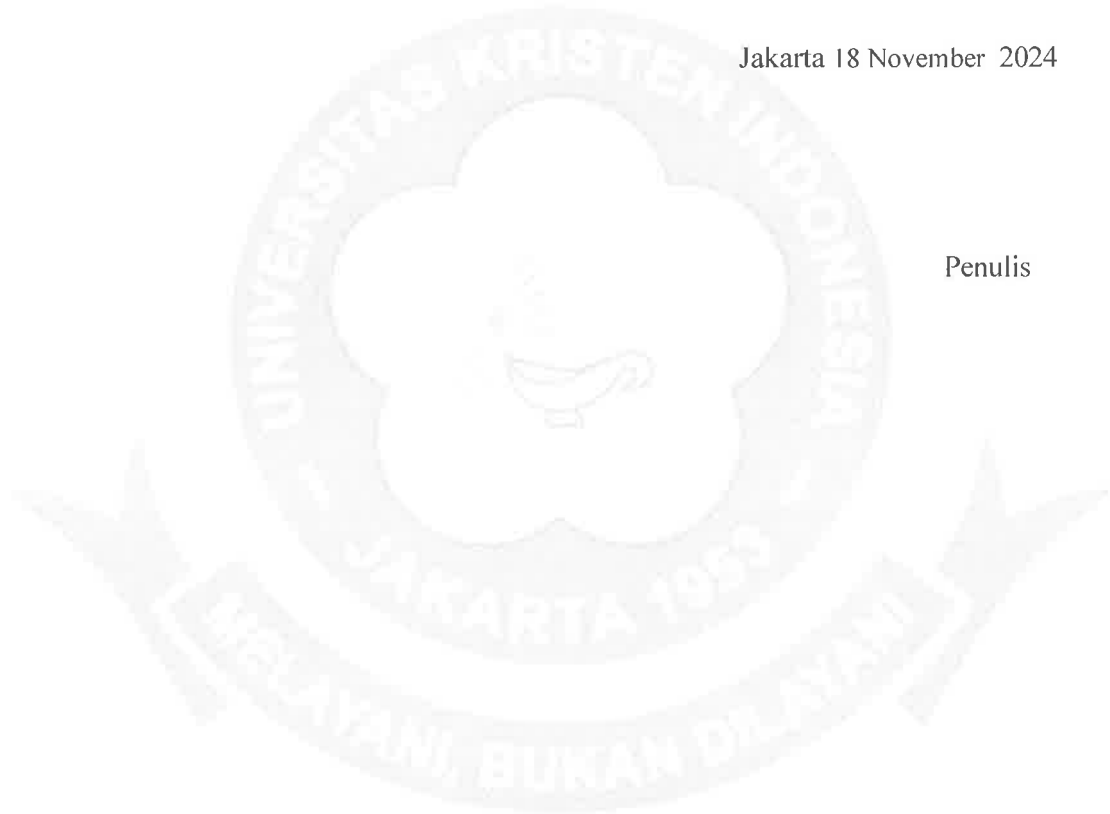 Jakarta 18 November 2024
Penulis
UNIVERSITAS KRISTEN INDONESIA
JAKARTA 1953
MELAYANI, BUKAN DILAYANI